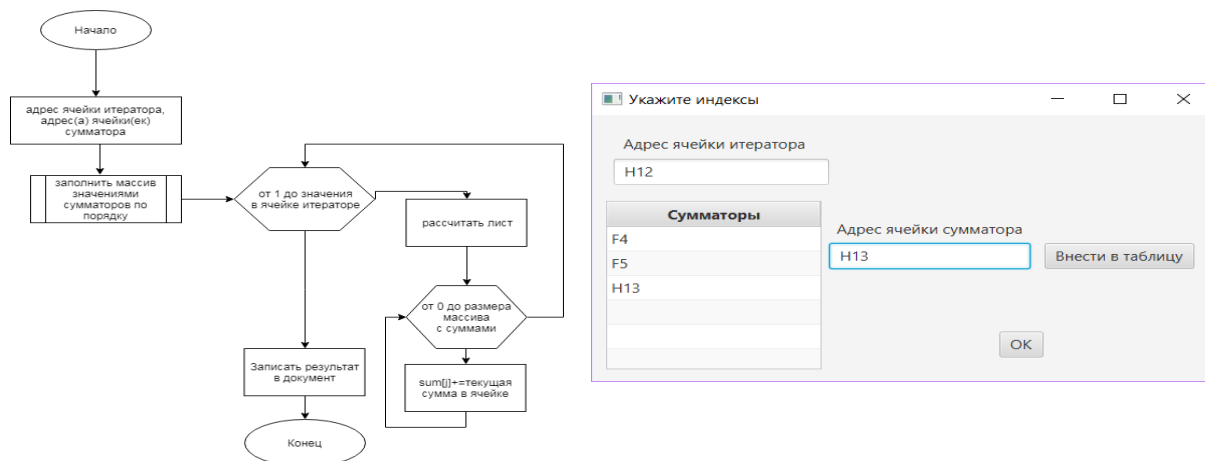 Начало
адрес ячейки итератора,
адрес(а) ячейки(ек)
сумматора
заполнить массив
значениями
сумматоров по
порядку
от 1 до значения
в ячейке итераторе
рассчитать лист
от 0 до размера
массива
с суммами
sum[j]+=текущая
сумма в ячейке
Записать результат
в документ
Конец
Укажите индексы
Адрес ячейки итератора
H12
Сумматоры
F4
F5
H13
Адрес ячейки сумматора
H13
Внести в таблицу
OK